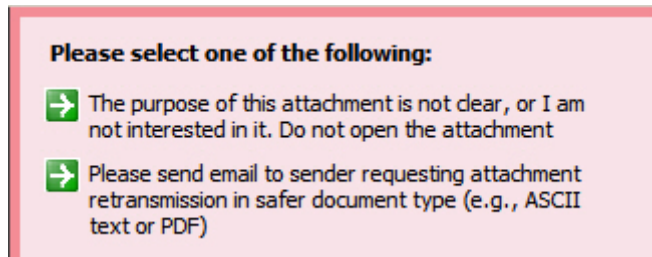 Please select one of the following:
The purpose of this attachment is not clear, or I am
not interested in it. Do not open the attachment
Please send email to sender requesting attachment
retransmission in safer document type (e.g., ASCII
text or PDF)